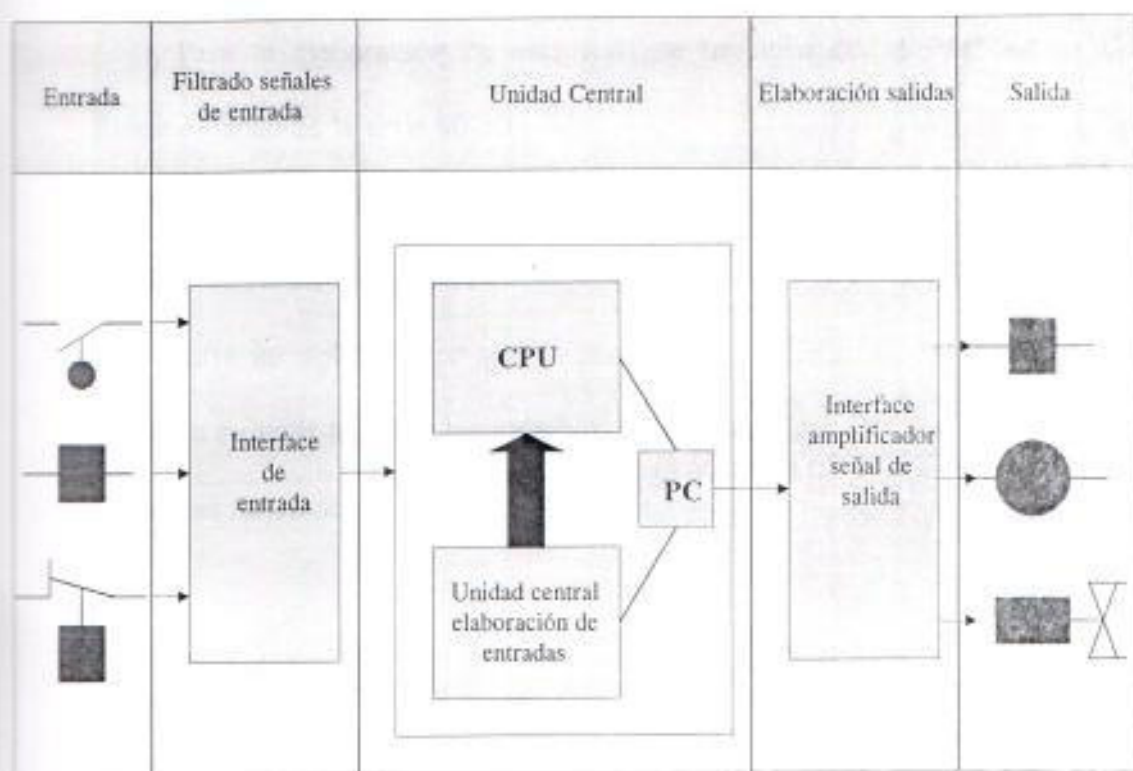 Entrada
Filtrado señales
de entrada
Unidad Central
Elaboración salidas
Salida
CPU
Interface
de
entrada
PC
Interface
amplificador
señal de
salida
Unidad central
elaboración de
entradas